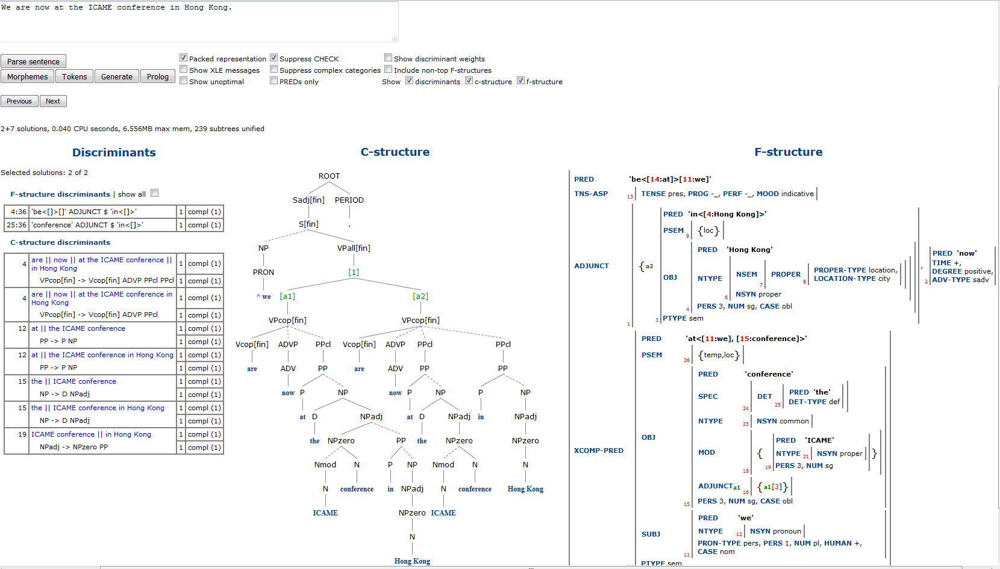 We are now at the ICAME conference in Hong Kong.
Parse sentence
Morphemes Tokens Generate Prolog
Packed representation Suppress CHECK Show discriminant weights
Show XLE messages Suppress complex categories Include non-top F-structures
Show unoptimal PREDs only Show discriminants c-structure f-structure
Previous Next
2+7 solutions, 0.040 CPU seconds, 6.556MB max mem, 239 subtrees unified
Discriminants
Selected solutions: 2 of 2
F-structure discriminants | show all
4:36 'be<[]>[]' ADJUNCT $ 'in<[]>' 1 compl (1)
25:36 'conference' ADJUNCT $ 'in<[]>' 1 compl (1)
C-structure discriminants
4 are || now || at the ICAME conference || 1 compl (1)
in Hong Kong
VPcop[fin] -> Vcop[fin] ADVP PPcl PPcl 1 compl (1)
4 are || now || at the ICAME conference in 1 compl (1)
Hong Kong
VPcop[fin] -> Vcop[fin] ADVP PPcl 1 compl (1)
12 at || the ICAME conference 1 compl (1)
PP -> P NP 1 compl (1)
12 at || the ICAME conference in Hong Kong 1 compl (1)
PP -> P NP 1 compl (1)
15 the || ICAME conference 1 compl (1)
NP -> D NPadj 1 compl (1)
15 the || ICAME conference in Hong Kong 1 compl (1)
NP -> D NPadj 1 compl (1)
19 ICAME conference || in Hong Kong 1 compl (1)
NPadj -> NPzero PP 1 compl (1)
C-structure
ROOT
Sadj[fin] PERIOD
S[fin] .
NP VPall[fin]
PRON [1]
^ we [a1] [a2]
VPcop[fin] VPcop[fin]
Vcop[fin] ADVP PPcl Vcop[fin] ADVP PPcl PPcl
are ADV PP are ADV PP PP
now P NP now P NP P NP
at D NPadj at D NPadj in NPadj
the NPzero PP the NPzero NPzero
Nmod N P NP Nmod N N
N conference in NPadj N conference Hong Kong
ICAME NPzero ICAME
N
Hong Kong
F-structure
PRED 'be<[14:at]>[11:we]'
TNS-ASP 13 TENSE pres, PROG -_, PERF -_, MOOD indicative
PRED 'in<[4:Hong Kong]>'
PSEM 9 {loc}
PRED 'Hong Kong'
ADJUNCT {a2 OBJ NTYPE NSEM 7 PROPER 8 PROPER-TYPE location,
LOCATION-TYPE city
6 NSYN proper
4 PERS 3, NUM sg, CASE obl
1 3 PTYPE sem
, 2 PRED 'now'
TIME +,
DEGREE positive,
ADV-TYPE sadv
PRED 'at<[11:we], [15:conference]>'
PSEM 26 {temp,loc}
PRED 'conference'
SPEC 24 DET 25 PRED 'the'
DET-TYPE def
NTYPE 23 NSYN common
OBJ
XCOMP-PRED
MOD 18 { 19 PRED 'ICAME'
NTYPE 21 NSYN proper }
PERS 3, NUM sg
ADJUNCTa1 16 {a1[3]}
15 PERS 3, NUM sg, CASE obl
PRED 'we'
SUBJ NTYPE 12 NSYN pronoun
PRON-TYPE pers, PERS 1, NUM pl, HUMAN +,
11 CASE nom
PTYPE sem